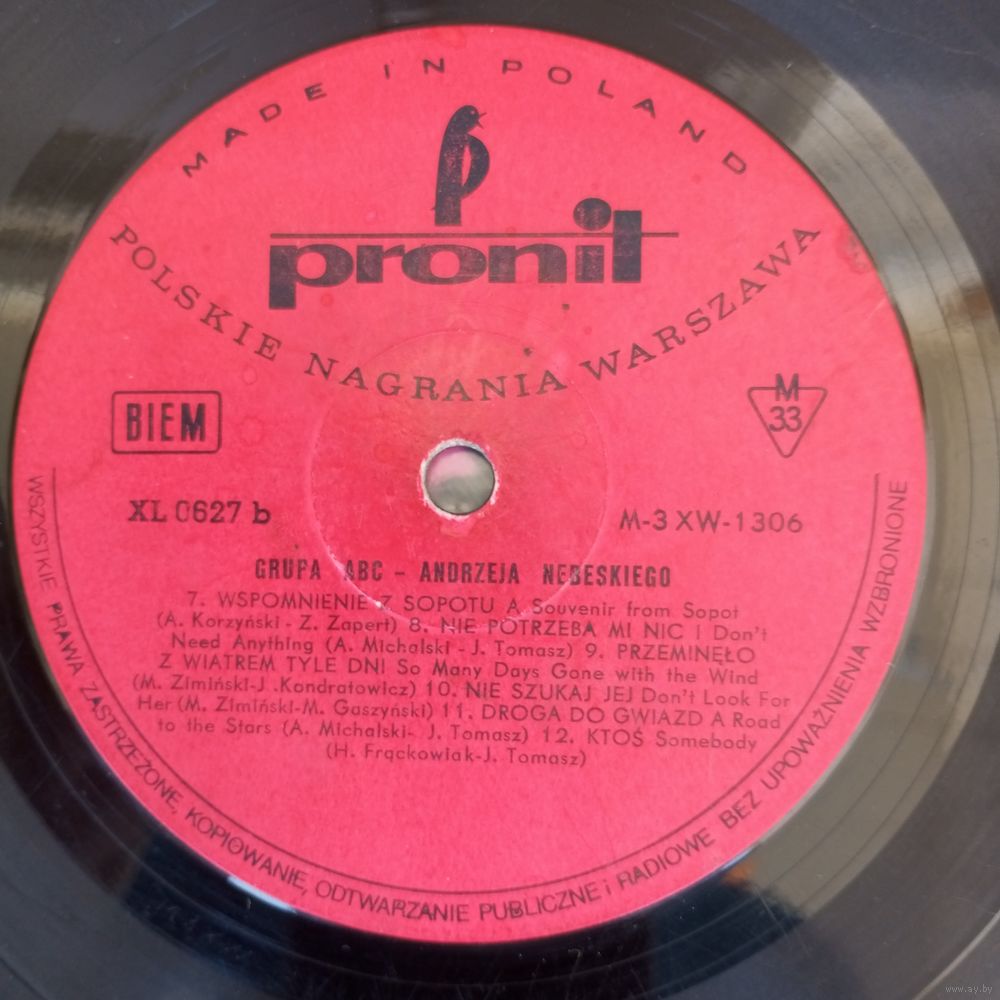 MADE IN POLAND
pronit
POLSKIE NAGRANIA WARSZAWA
BIEM
M
33
XL 0627 b
M-3 XW-1306
GRUPA ABC - ANDRZEJA NEBESKIEGO
7. WSPOMNIENIE Z SOPOTU A Souvenir from Sopot
(A. Korzyński - Z. Zapert) 8. NIE POTRZEBA MI NIC I Don't
Need Anything (A. Michalski - J. Tomasz) 9. PRZEMINĘŁO
Z WIATREM TYLE DNI So Many Days Gone with the Wind
(M. Zimiński-J .Kondratowicz) 10. NIE SZUKAJ JEJ Don't Look For
Her (M. Zimiński-M. Gaszyński) 11. DROGA DO GWIAZD A Road
to the Stars (A. Michalski- J. Tomasz) 12. KTOŚ Somebody
(H. Frąckowiak-J. Tomasz)
WSZYSTKIE PRAWA ZASTRZEŻONE, KOPIOWANIE, ODTWARZANIE PUBLICZNE i RADIOWE BEZ UPOWAŻNIENIA WZBRONIONE
www.ay.by